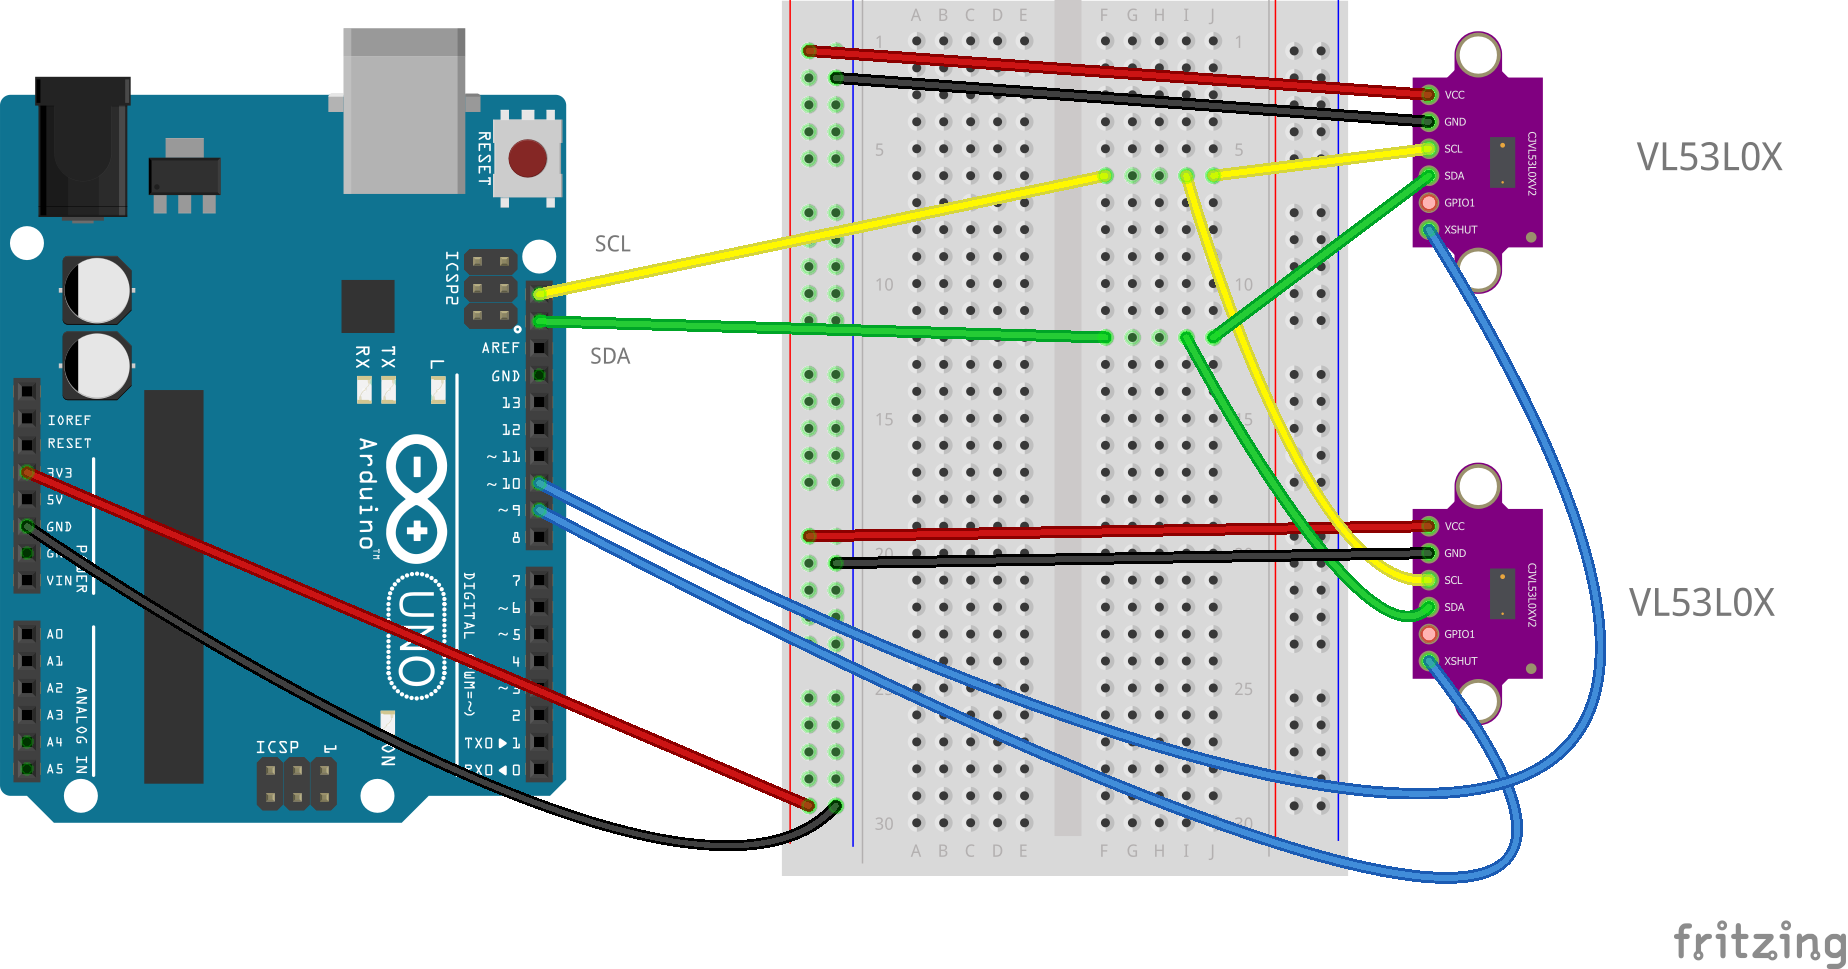 A B C D E F G H I J
1 1
5 5
10 10
15 15
20
25 25
30 30
A B C D E F G H I J
RESET
ICSP2
SCL
SDA
RX
TX
L
AREF
GND
13
12
~11
~10
~9
8
7
~6
~5
4
~3
2
TX0▶1
RX0◀0
DIGITAL (PWM=~)
Arduino™
UNO
IOREF
RESET
3V3
5V
GND
GND
VIN
POWER
A0
A1
A2
A3
A4
A5
ANALOG IN
ICSP
1
ON
VCC
GND
SCL
SDA
GPIO1
XSHUT
CJVL53L0XV2
VL53L0X
VCC
GND
SCL
SDA
GPIO1
XSHUT
CJVL53L0XV2
VL53L0X
fritzing